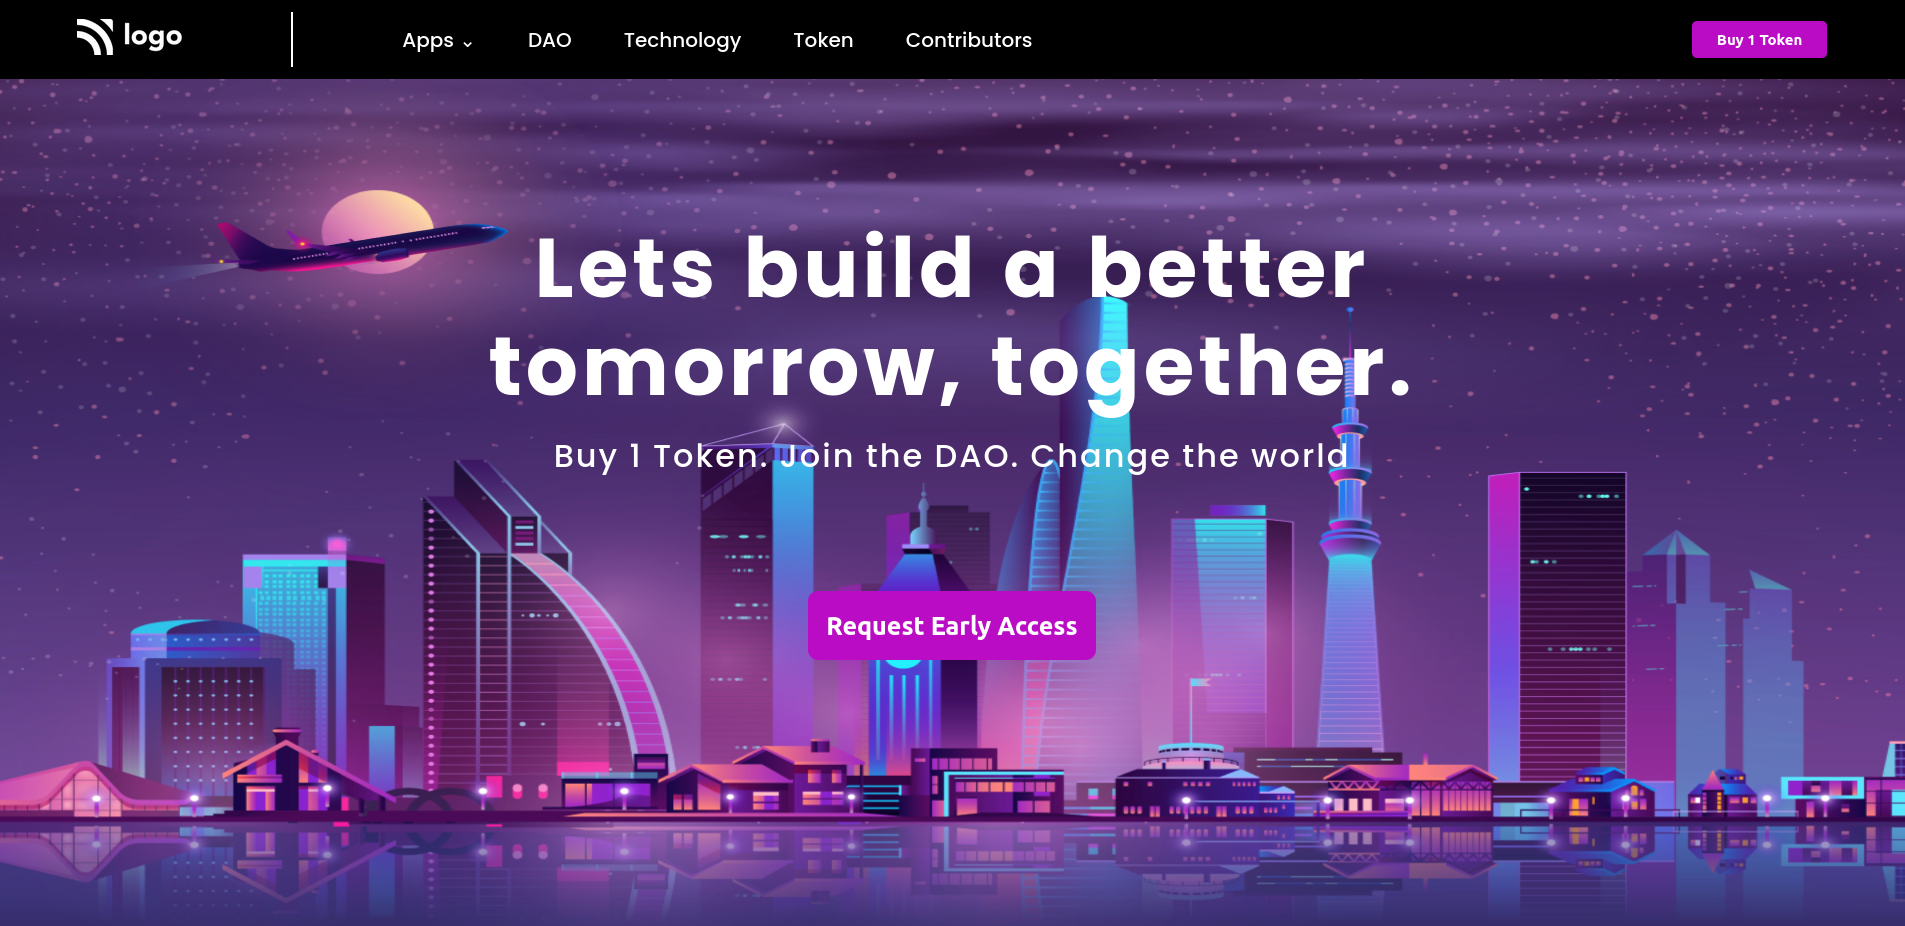 logo
Apps
DAO
Technology
Token
Contributors
Buy 1 Token
Lets build a better
tomorrow, together.
Buy 1 Token. Join the DAO. Change the world
Request Early Access